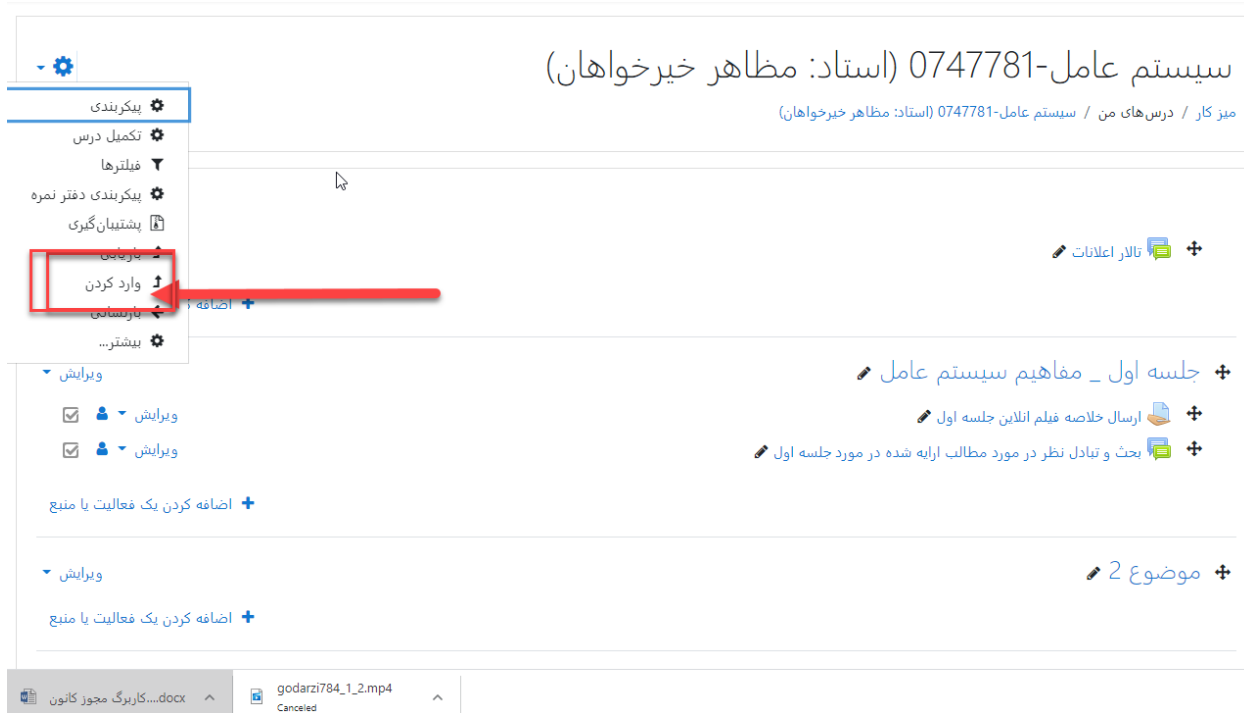 سیستم عامل-0747781 (استاد: مظاهر خیرخواهان)
میز کار / درس‌های من / سیستم عامل-0747781 (استاد: مظاهر خیرخواهان)
پیکربندی
تکمیل درس
فیلترها
پیکربندی دفتر نمره
پشتیبان‌گیری
بازیابی
وارد کردن
بازنشانی
بیشتر...
تالار اعلانات
اضافه
جلسه اول _ مفاهیم سیستم عامل
ویرایش
ارسال خلاصه فیلم انلاین جلسه اول
ویرایش
بحث و تبادل نظر در مورد مطالب ارایه شده در مورد جلسه اول
ویرایش
اضافه کردن یک فعالیت یا منبع
موضوع 2
ویرایش
اضافه کردن یک فعالیت یا منبع
کاربرگ مجوز کانون....docx
godarzi784_1_2.mp4
Canceled